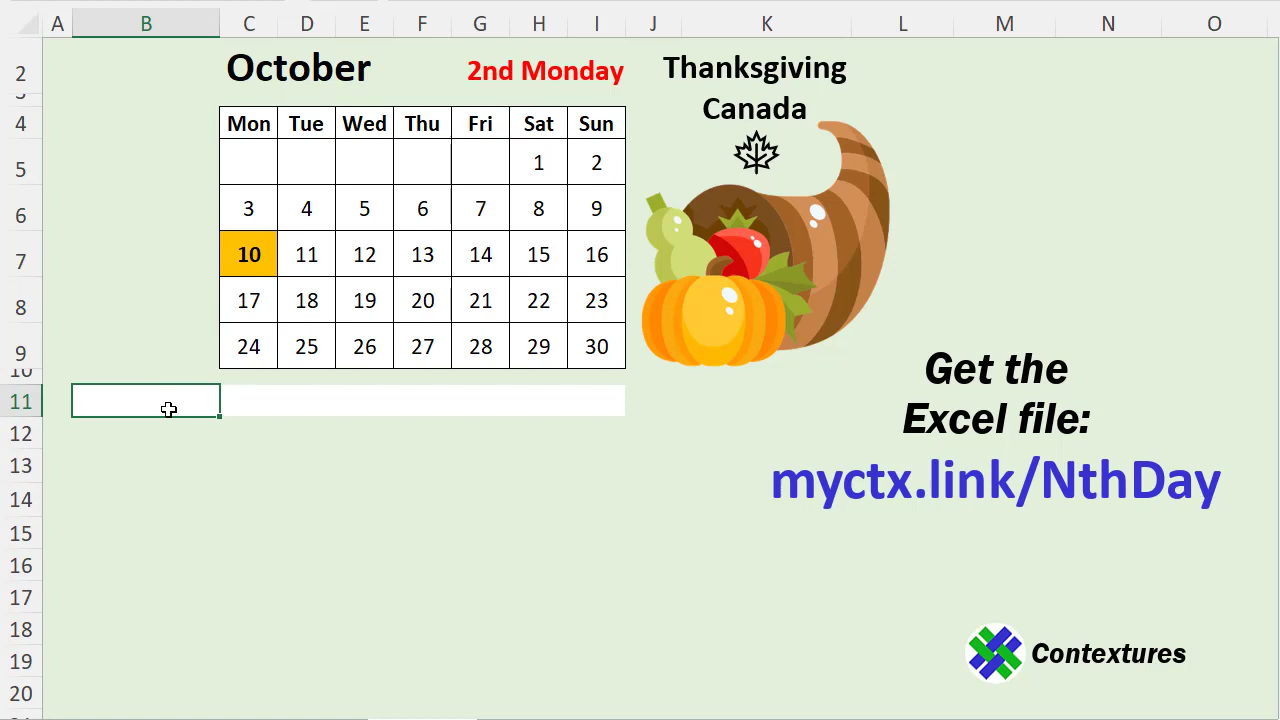 A B C D E F G H I J K L M N O
2 October 2nd Monday Thanksgiving
Canada
4 Mon Tue Wed Thu Fri Sat Sun
5 1 2
6 3 4 5 6 7 8 9
7 10 11 12 13 14 15 16
8 17 18 19 20 21 22 23
9 24 25 26 27 28 29 30
10
11
12
13
14
15
16
17
18
19
20
Get the
Excel file:
myctx.link/NthDay
Contextures